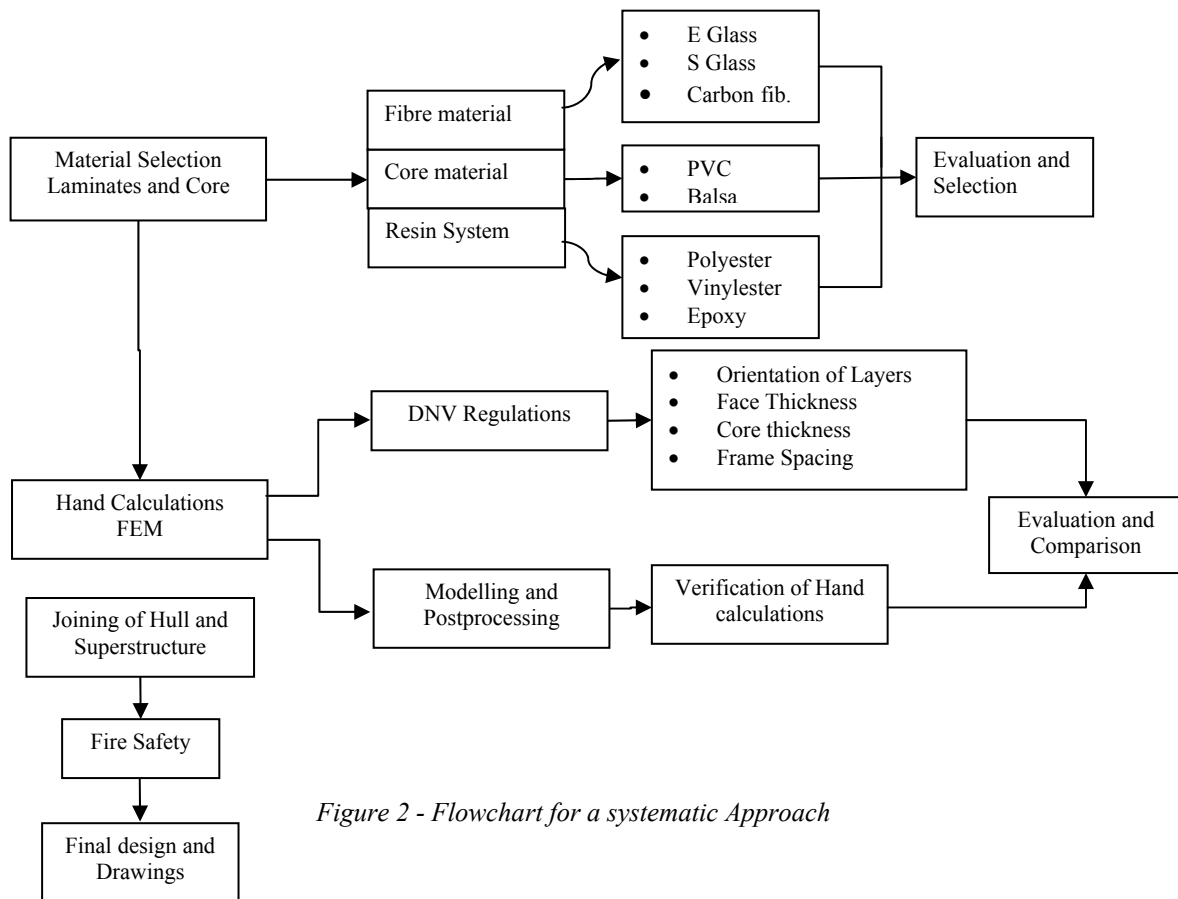 Material Selection
Laminates and Core
Fibre material
Core material
Resin System
• E Glass
• S Glass
• Carbon fib.
• PVC
• Balsa
• Polyester
• Vinylester
• Epoxy
Evaluation and
Selection
Hand Calculations
FEM
DNV Regulations
• Orientation of Layers
• Face Thickness
• Core thickness
• Frame Spacing
Modelling and
Postprocessing
Verification of Hand
calculations
Evaluation and
Comparison
Joining of Hull and
Superstructure
Fire Safety
Final design and
Drawings
Figure 2 - Flowchart for a systematic Approach